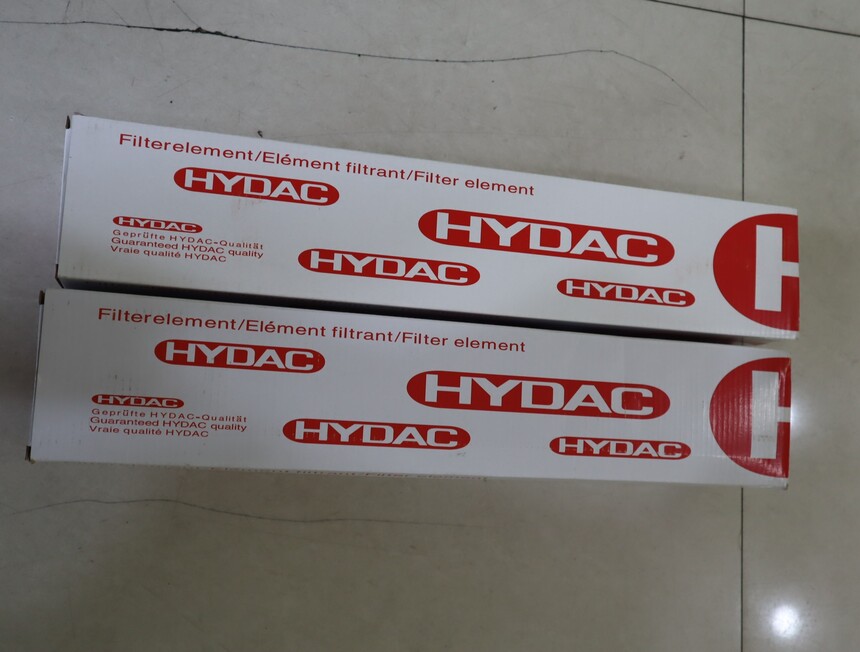 Filterelement/Elément filtrant/Filter element
HYDAC
HYDAC
HYDAC
Geprüfte HYDAC-Qualität
Guaranteed HYDAC quality
Vraie qualité HYDAC
HYDAC
HYDAC
H
Filterelement/Elément filtrant/Filter element
HYDAC
HYDAC
HYDAC
Geprüfte HYDAC-Qualität
Guaranteed HYDAC quality
Vraie qualité HYDAC
HYDAC
HYDAC
H